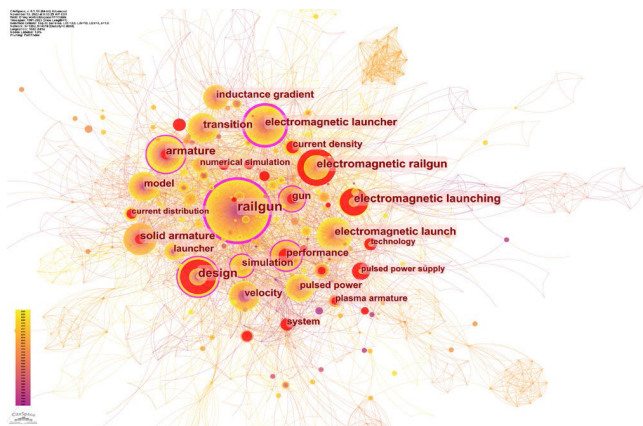 inductance gradient
transition
electromagnetic launcher
armature
current density
numerical simulation
electromagnetic railgun
model
gun
railgun
electromagnetic launching
current distribution
solid armature
electromagnetic launch
launcher
technology
simulation
performance
design
pulsed power supply
pulsed power
velocity
plasma armature
system
CiteSpace